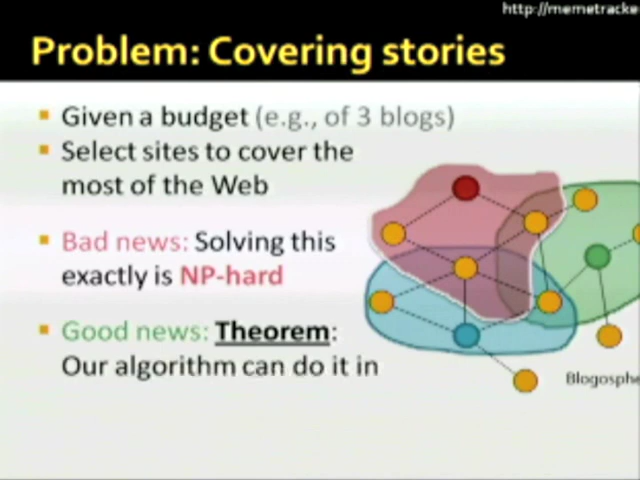 http://memetracke
Problem: Covering stories
Given a budget (e.g., of 3 blogs)
Select sites to cover the
most of the Web
Bad news: Solving this
exactly is NP-hard
Good news: Theorem:
Our algorithm can do it in
Blogosphe